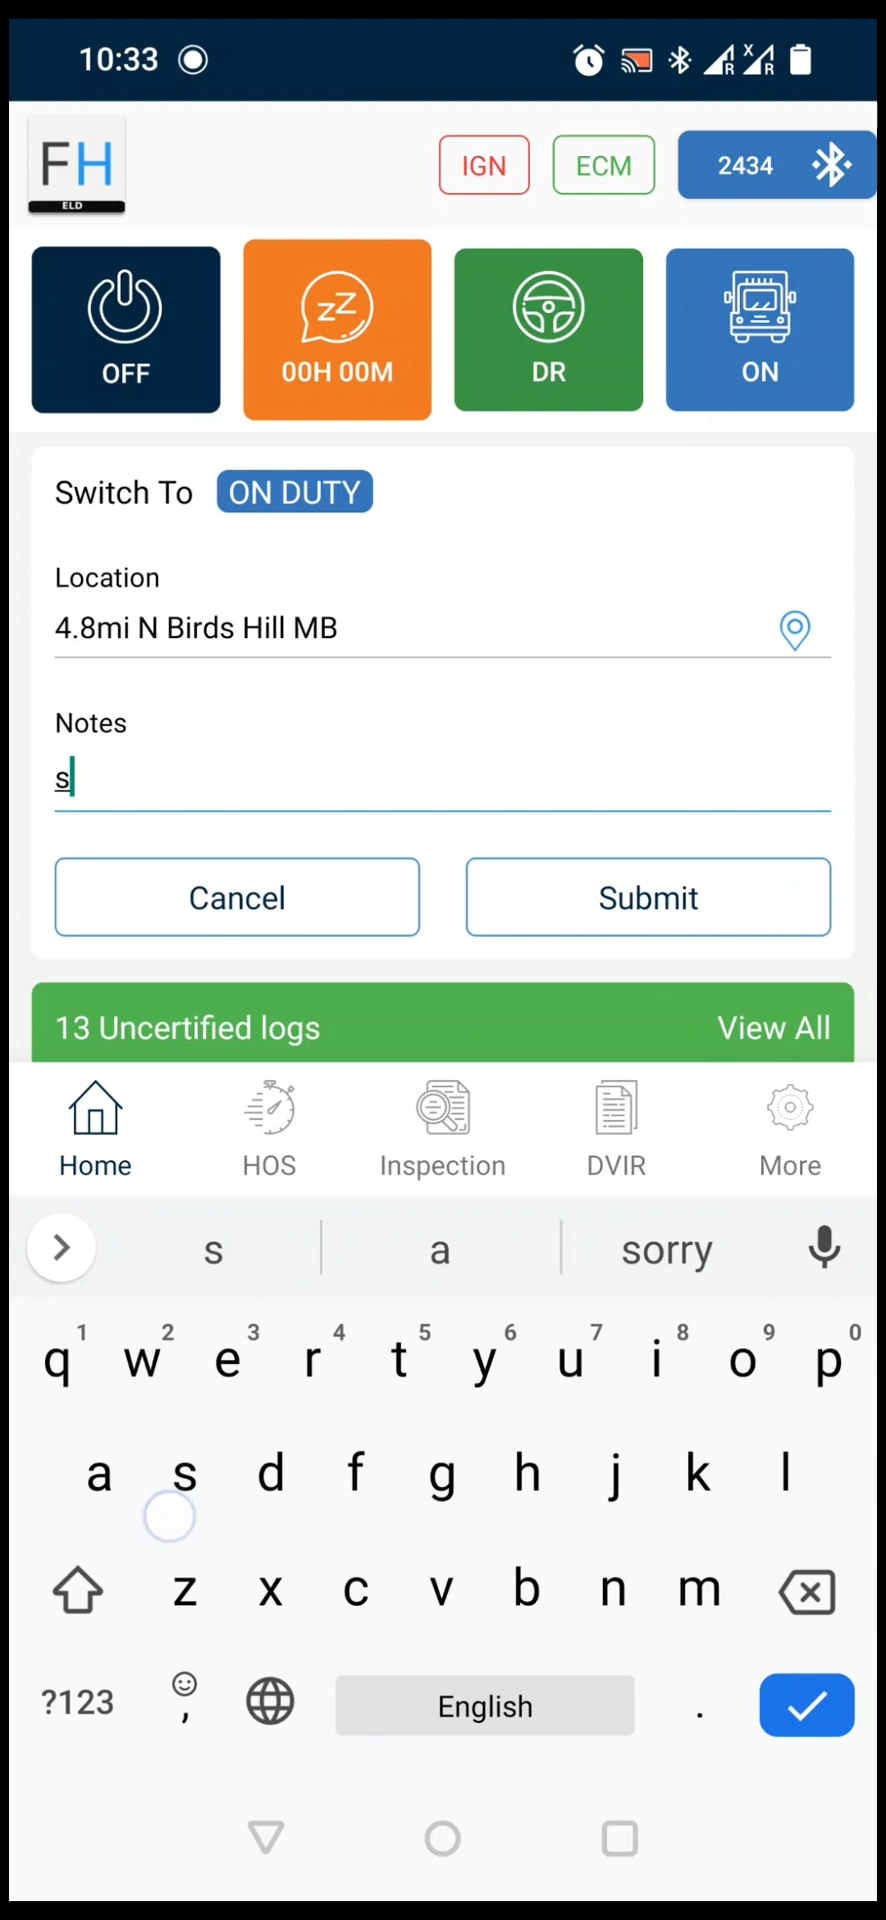 10:33
R X R
FH
ELD
IGN ECM 2434
zZ
OFF 00H 00M DR ON
Switch To ON DUTY
Location
4.8mi N Birds Hill MB
Notes
s
Cancel Submit
13 Uncertified logs View All
Home HOS Inspection DVIR More
s a sorry
1 2 3 4 5 6 7 8 9 0
q w e r t y u i o p
a s d f g h j k l
z x c v b n m
?123 , English .